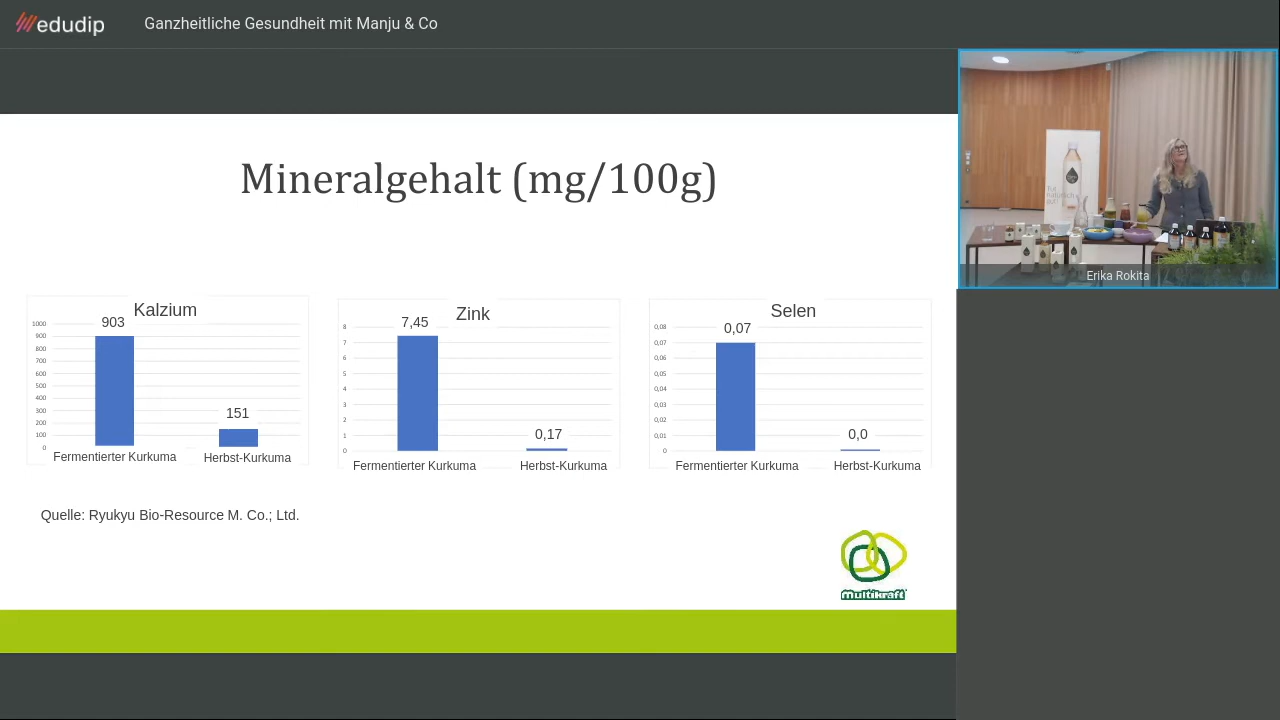 edudip
Ganzheitliche Gesundheit mit Manju & Co
Mineralgehalt (mg/100g)
Kalzium
903
1000
900
800
700
600
500
400
300
200
100
0
151
Fermentierter Kurkuma
Herbst-Kurkuma
Zink
7,45
8
7
6
5
4
3
2
1
0
0,17
Fermentierter Kurkuma
Herbst-Kurkuma
Selen
0,07
0,08
0,07
0,06
0,05
0,04
0,03
0,02
0,01
0
0,0
Fermentierter Kurkuma
Herbst-Kurkuma
Quelle: Ryukyu Bio-Resource M. Co.; Ltd.
multikraft
Erika Rokita